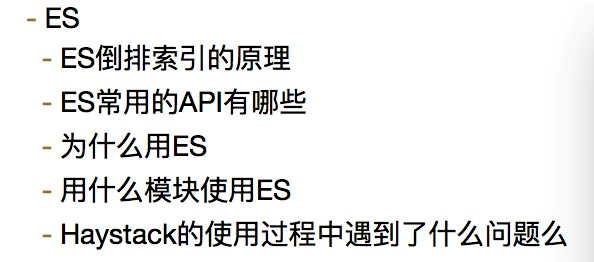 - ES
- ES倒排索引的原理
- ES常用的API有哪些
- 为什么用ES
- 用什么模块使用ES
- Haystack的使用过程中遇到了什么问题么